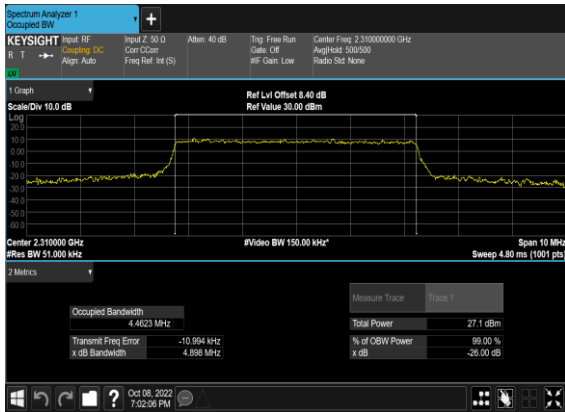 Spectrum Analyzer 1
Occupied BW
+
KEYSIGHT Input: RF Input Z: 50 Ω Atten: 40 dB Trig: Free Run Center Freq: 2.310000000 GHz
R T Coupling: DC Corr CCorr Gate: Off Avg|Hold: 500/500
Align: Auto Freq Ref: Int (S) #IF Gain: Low Radio Std: None
LXI
1 Graph
Ref Lvl Offset 8.40 dB
Scale/Div 10.0 dB Ref Value 30.00 dBm
Log
20.0
10.0
0.00
-10.0
-20.0
-30.0
-40.0
-50.0
-60.0
Center 2.310000 GHz #Video BW 150.00 kHz* Span 10 MHz
#Res BW 51.000 kHz Sweep 4.80 ms (1001 pts)
2 Metrics
Measure Trace Trace 1
Occupied Bandwidth
4.4623 MHz Total Power 27.1 dBm
Transmit Freq Error -10.994 kHz % of OBW Power 99.00 %
x dB Bandwidth 4.898 MHz x dB -26.00 dB
? Oct 08, 2022
7:02:06 PM